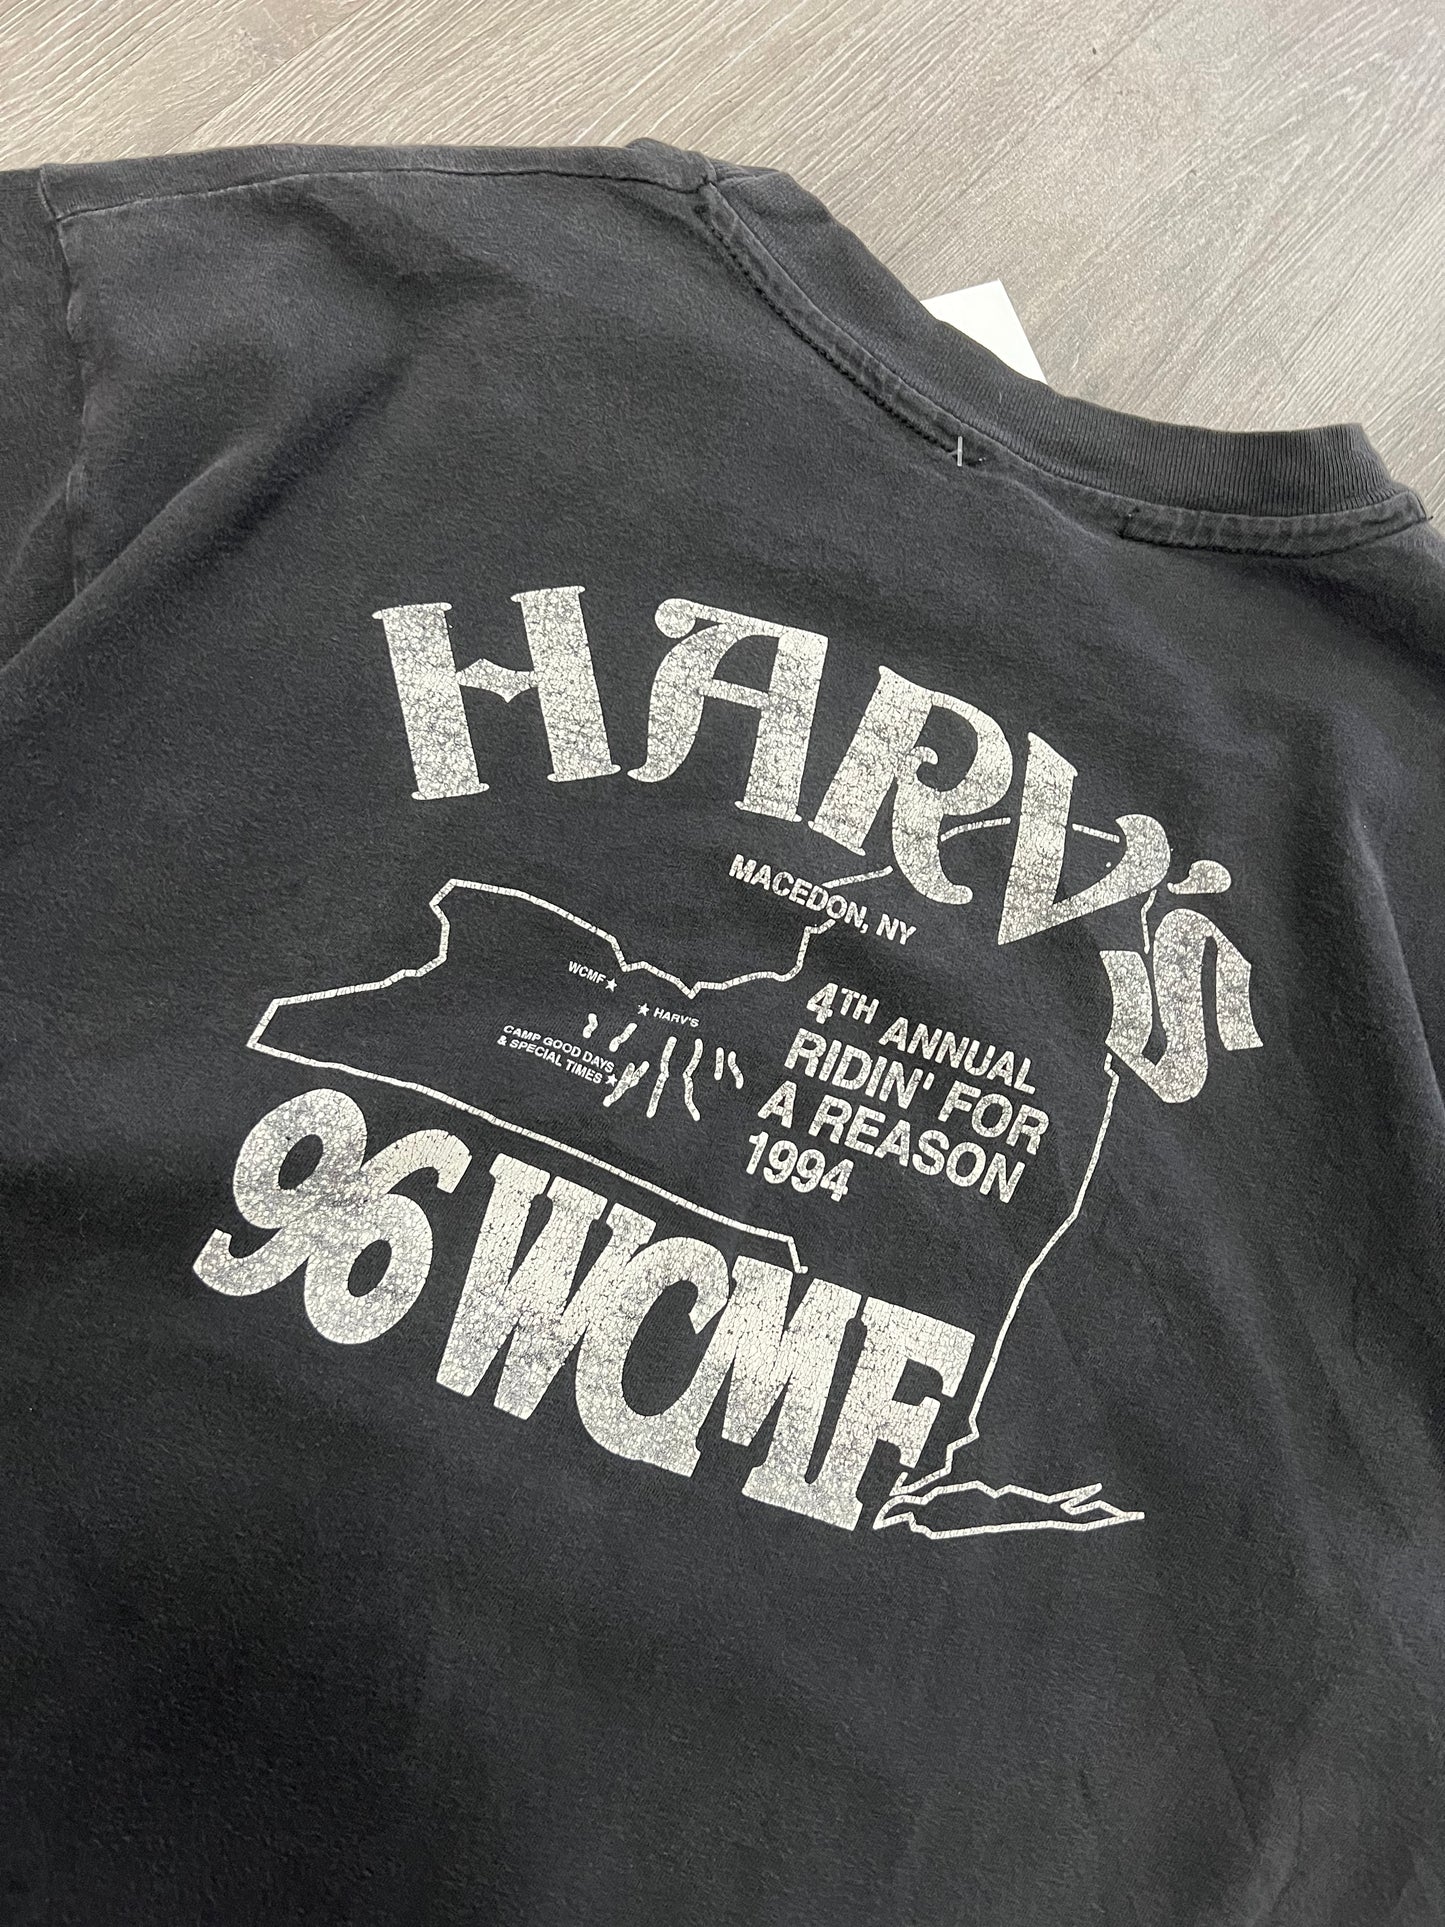 HARV'S
MACEDON, NY
WCMF
HARV'S
CAMP GOOD DAYS
& SPECIAL TIMES
4TH ANNUAL
RIDIN' FOR
A REASON
1994
96 WCMF